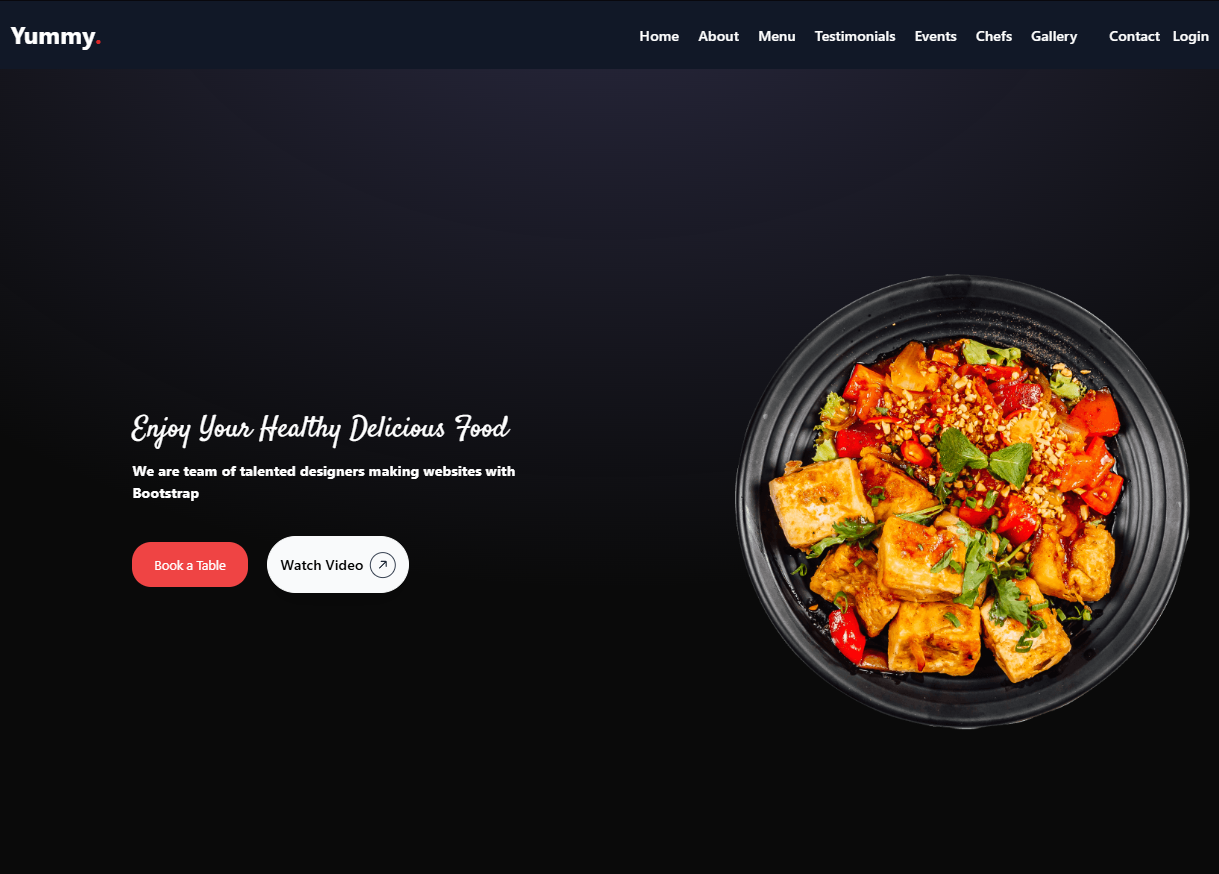 Yummy.
Home About Menu Testimonials Events Chefs Gallery Contact Login
Enjoy Your Healthy Delicious Food
We are team of talented designers making websites with
Bootstrap
Book a Table
Watch Video